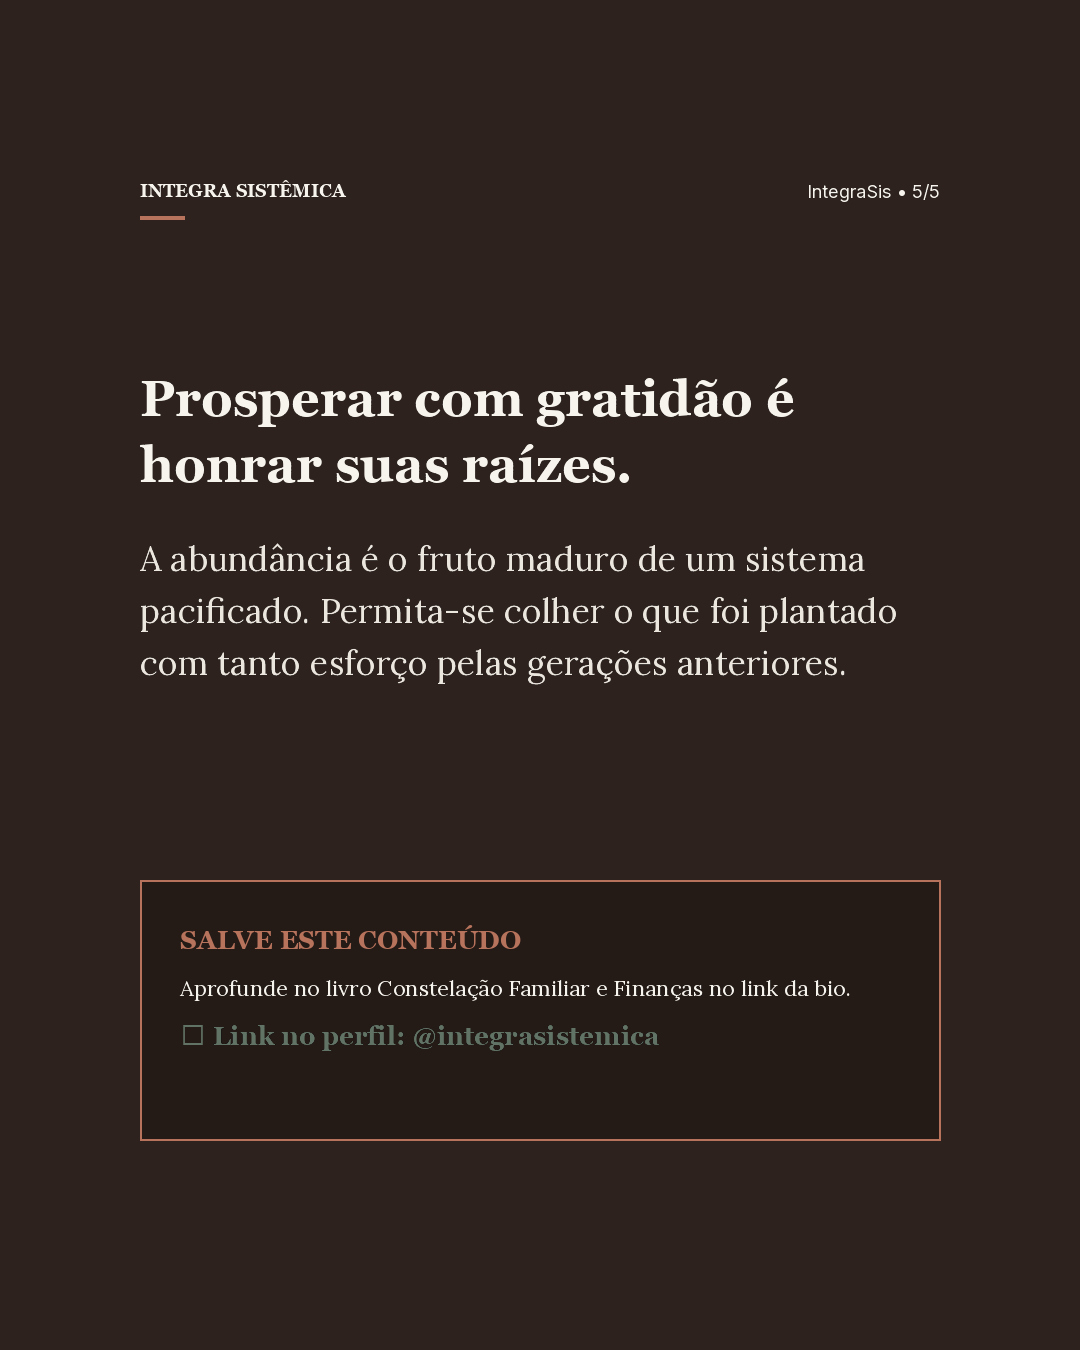 INTEGRA SISTÊMICA
IntegraSis • 5/5
Prosperar com gratidão é
honrar suas raízes.
A abundância é o fruto maduro de um sistema
pacificado. Permita-se colher o que foi plantado
com tanto esforço pelas gerações anteriores.
SALVE ESTE CONTEÚDO
Aprofunde no livro Constelação Familiar e Finanças no link da bio.
☐ Link no perfil: @integrasistemica